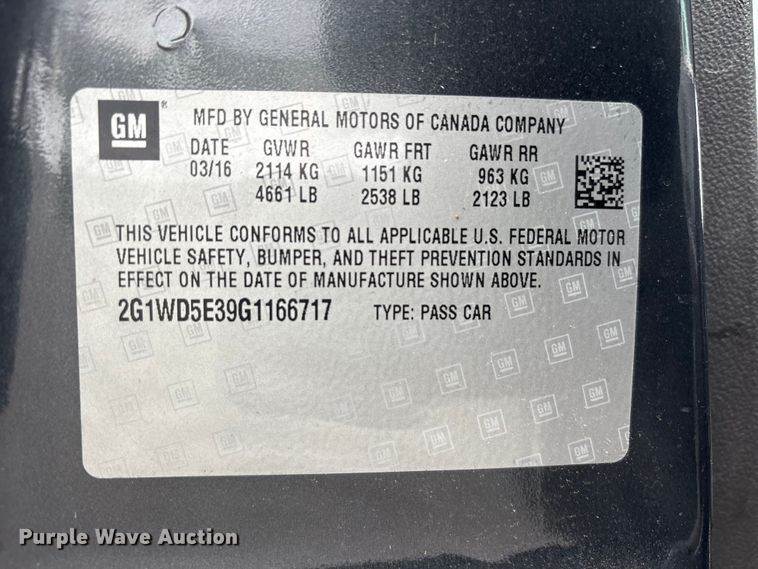 GM ® MFD BY GENERAL MOTORS OF CANADA COMPANY
DATE GVWR GAWR FRT GAWR RR
03/16 2114 KG 1151 KG 963 KG
4661 LB 2538 LB 2123 LB
THIS VEHICLE CONFORMS TO ALL APPLICABLE U.S. FEDERAL MOTOR
VEHICLE SAFETY, BUMPER, AND THEFT PREVENTION STANDARDS IN
EFFECT ON THE DATE OF MANUFACTURE SHOWN ABOVE.
2G1WD5E39G1166717 TYPE: PASS CAR
Purple Wave Auction